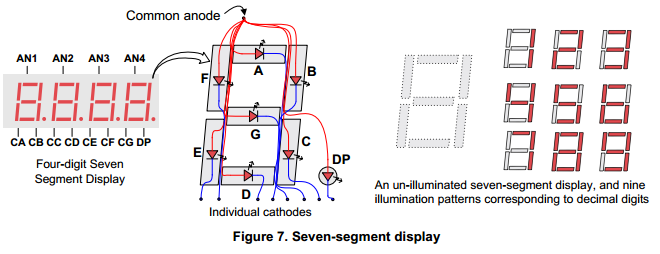 Common anode
AN1 AN2 AN3 AN4
CA CB CC CD CE CF CG DP
Four-digit Seven
Segment Display
A
F
B
G
E
C
D
DP
Individual cathodes
An un-illuminated seven-segment display, and nine
illumination patterns corresponding to decimal digits
Figure 7. Seven-segment display